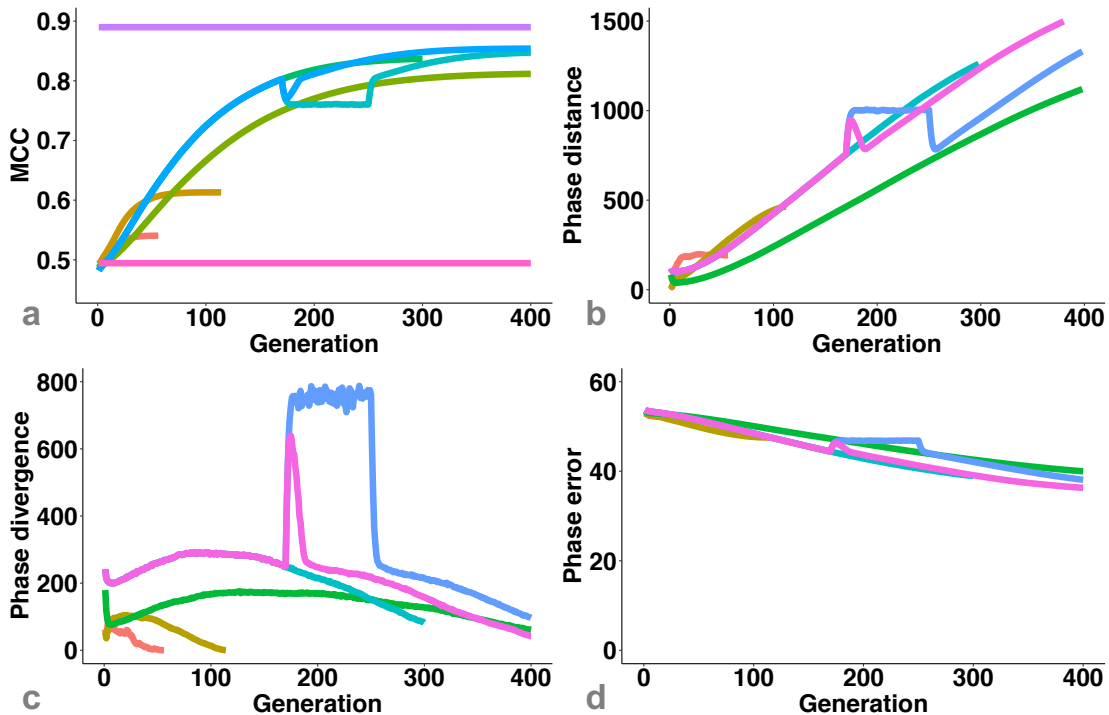 0.9
0.8
0.7
0.6
0.5
MCC
0 100 200 300 400
Generation
a
1500
1000
500
0
Phase distance
0 100 200 300 400
Generation
b
800
600
400
200
0
Phase divergence
0 100 200 300 400
Generation
c
60
40
20
0
Phase error
0 100 200 300 400
Generation
d